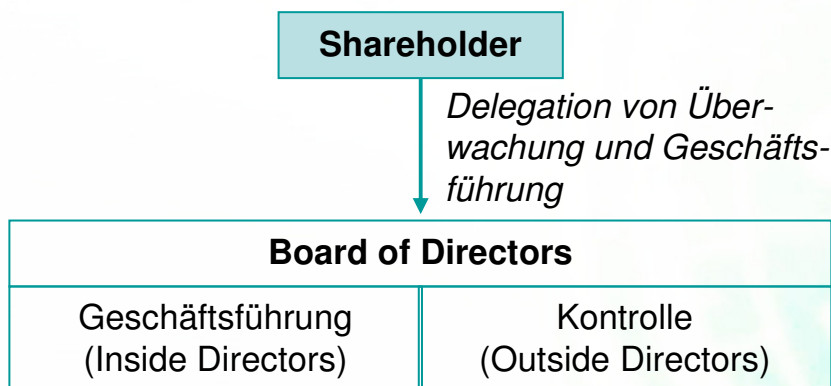 Shareholder
Delegation von Über-
wachung und Geschäfts-
führung
Board of Directors
Geschäftsführung
(Inside Directors)
Kontrolle
(Outside Directors)